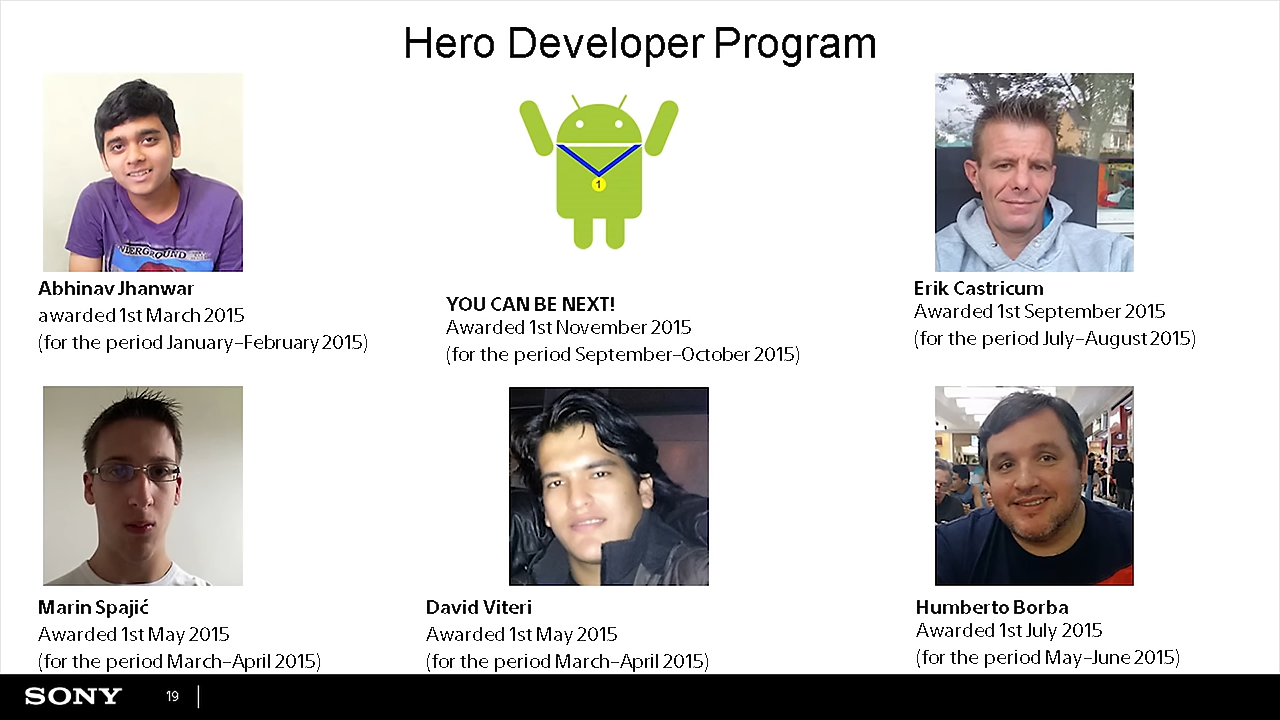 Hero Developer Program
1
UNDERGROUND
Abhinav Jhanwar
awarded 1st March 2015
(for the period January–February 2015)
YOU CAN BE NEXT!
Awarded 1st November 2015
(for the period September–October 2015)
Erik Castricum
Awarded 1st September 2015
(for the period July–August 2015)
Marin Spajić
Awarded 1st May 2015
(for the period March–April 2015)
David Viteri
Awarded 1st May 2015
(for the period March–April 2015)
Humberto Borba
Awarded 1st July 2015
(for the period May–June 2015)
SONY
19